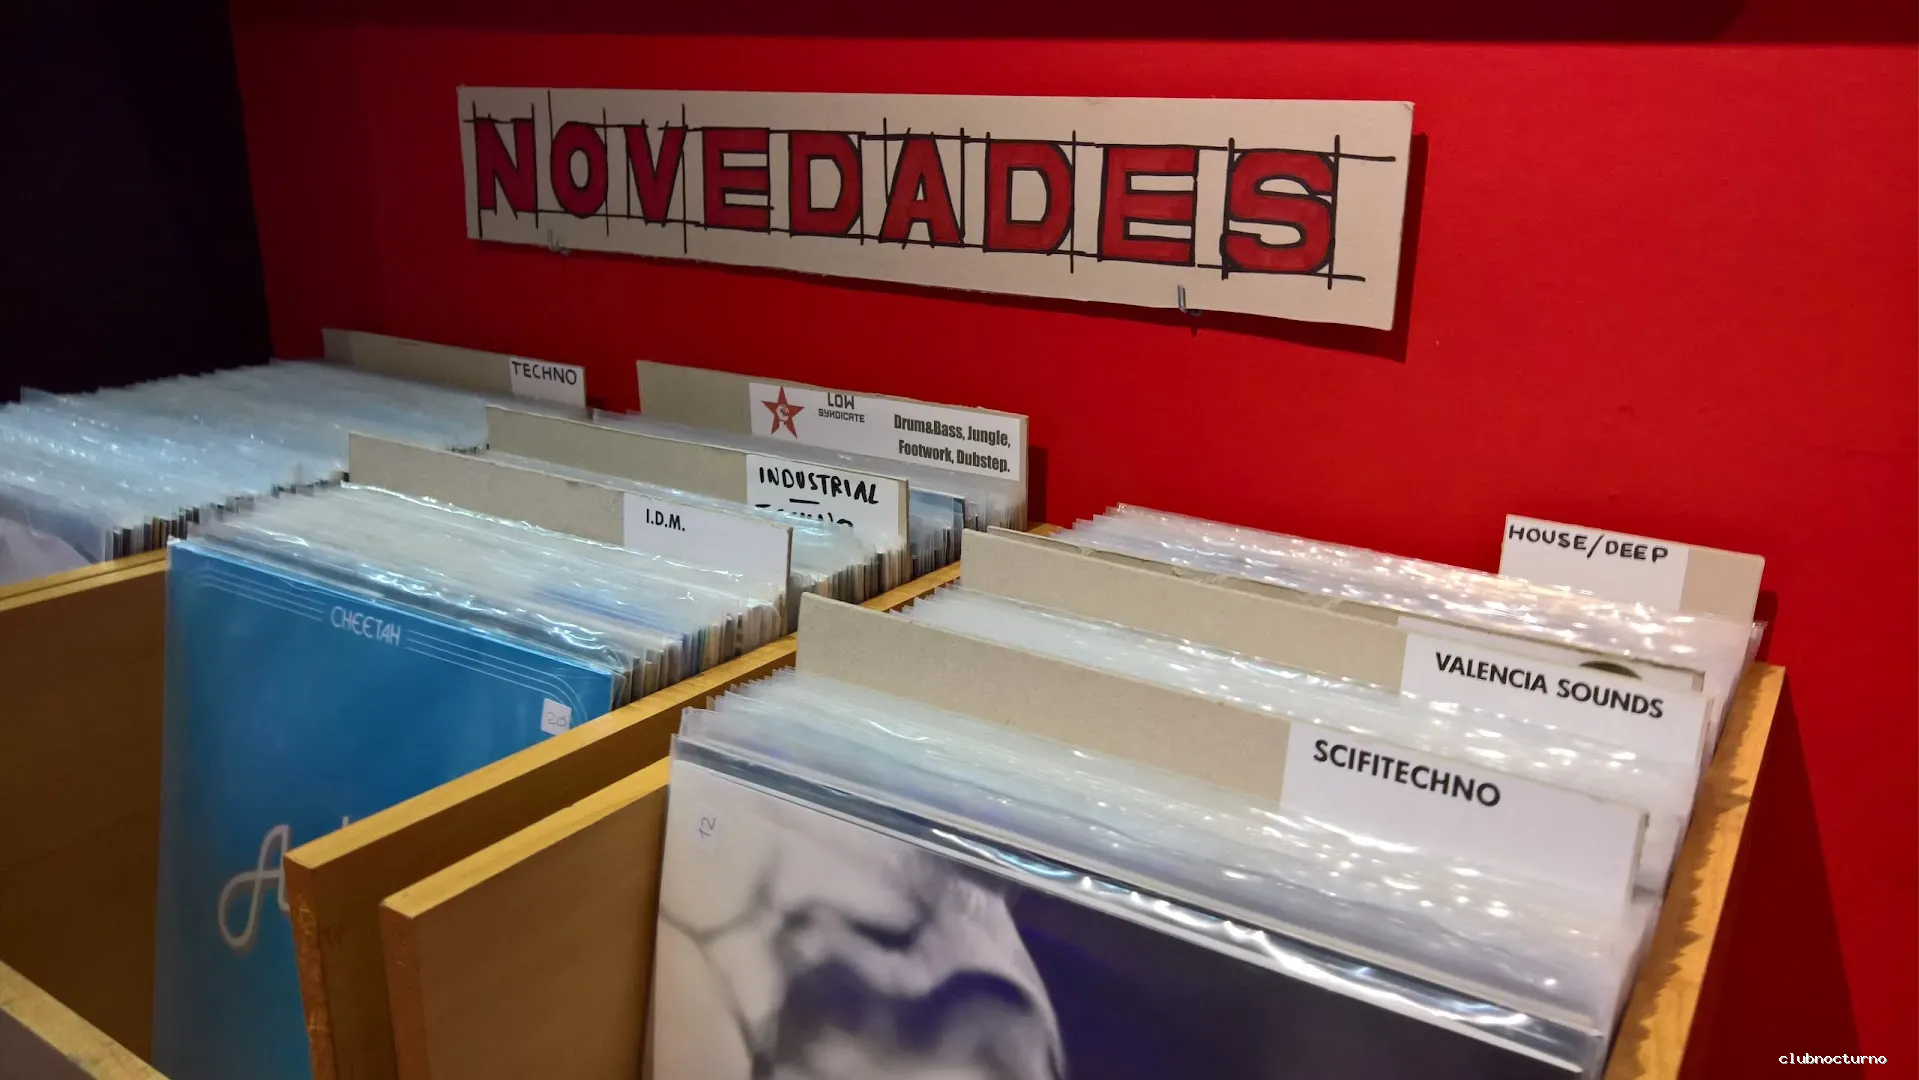 NOVEDADES
TECHNO
LOW
SYNDICATE
Drum&Bass, Jungle,
Footwork, Dubstep.
INDUSTRIAL
TECHNO
I.D.M.
HOUSE/DEEP
VALENCIA SOUNDS
SCIFITECHNO
CHEETAH
20
12
clubnocturno